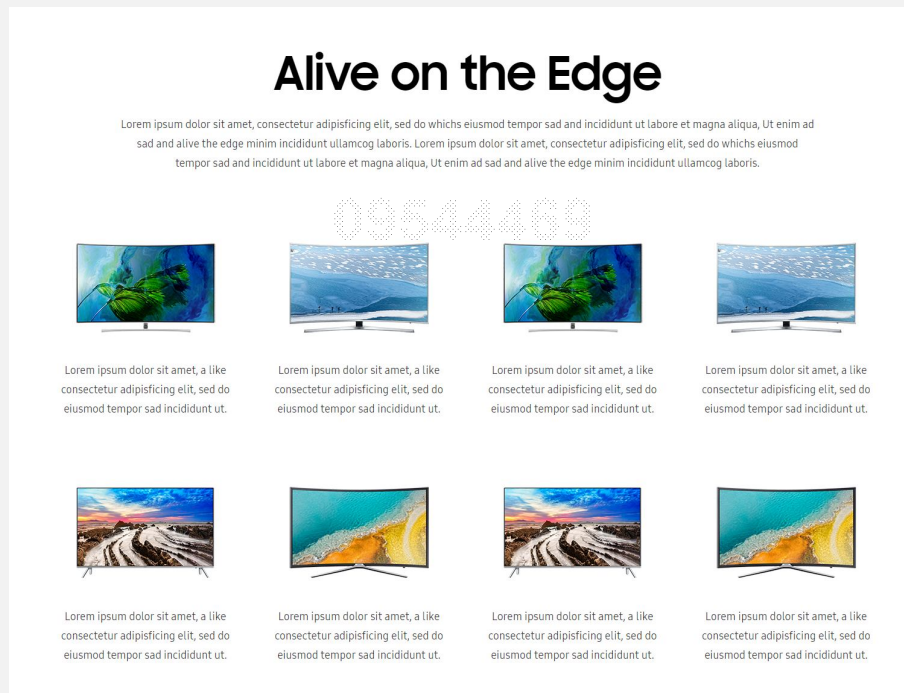 Alive on the Edge
Lorem ipsum dolor sit amet, consectetur adipisficing elit, sed do whichs eiusmod tempor sad and incididunt ut labore et magna aliqua, Ut enim ad
sad and alive the edge minim incididunt ullamcog laboris. Lorem ipsum dolor sit amet, consectetur adipisficing elit, sed do whichs eiusmod
tempor sad and incididunt ut labore et magna aliqua, Ut enim ad sad and alive the edge minim incididunt ullamcog laboris.
09544469
Lorem ipsum dolor sit amet, a like
consectetur adipisficing elit, sed do
eiusmod tempor sad incididunt ut.
Lorem ipsum dolor sit amet, a like
consectetur adipisficing elit, sed do
eiusmod tempor sad incididunt ut.
Lorem ipsum dolor sit amet, a like
consectetur adipisficing elit, sed do
eiusmod tempor sad incididunt ut.
Lorem ipsum dolor sit amet, a like
consectetur adipisficing elit, sed do
eiusmod tempor sad incididunt ut.
Lorem ipsum dolor sit amet, a like
consectetur adipisficing elit, sed do
eiusmod tempor sad incididunt ut.
Lorem ipsum dolor sit amet, a like
consectetur adipisficing elit, sed do
eiusmod tempor sad incididunt ut.
Lorem ipsum dolor sit amet, a like
consectetur adipisficing elit, sed do
eiusmod tempor sad incididunt ut.
Lorem ipsum dolor sit amet, a like
consectetur adipisficing elit, sed do
eiusmod tempor sad incididunt ut.